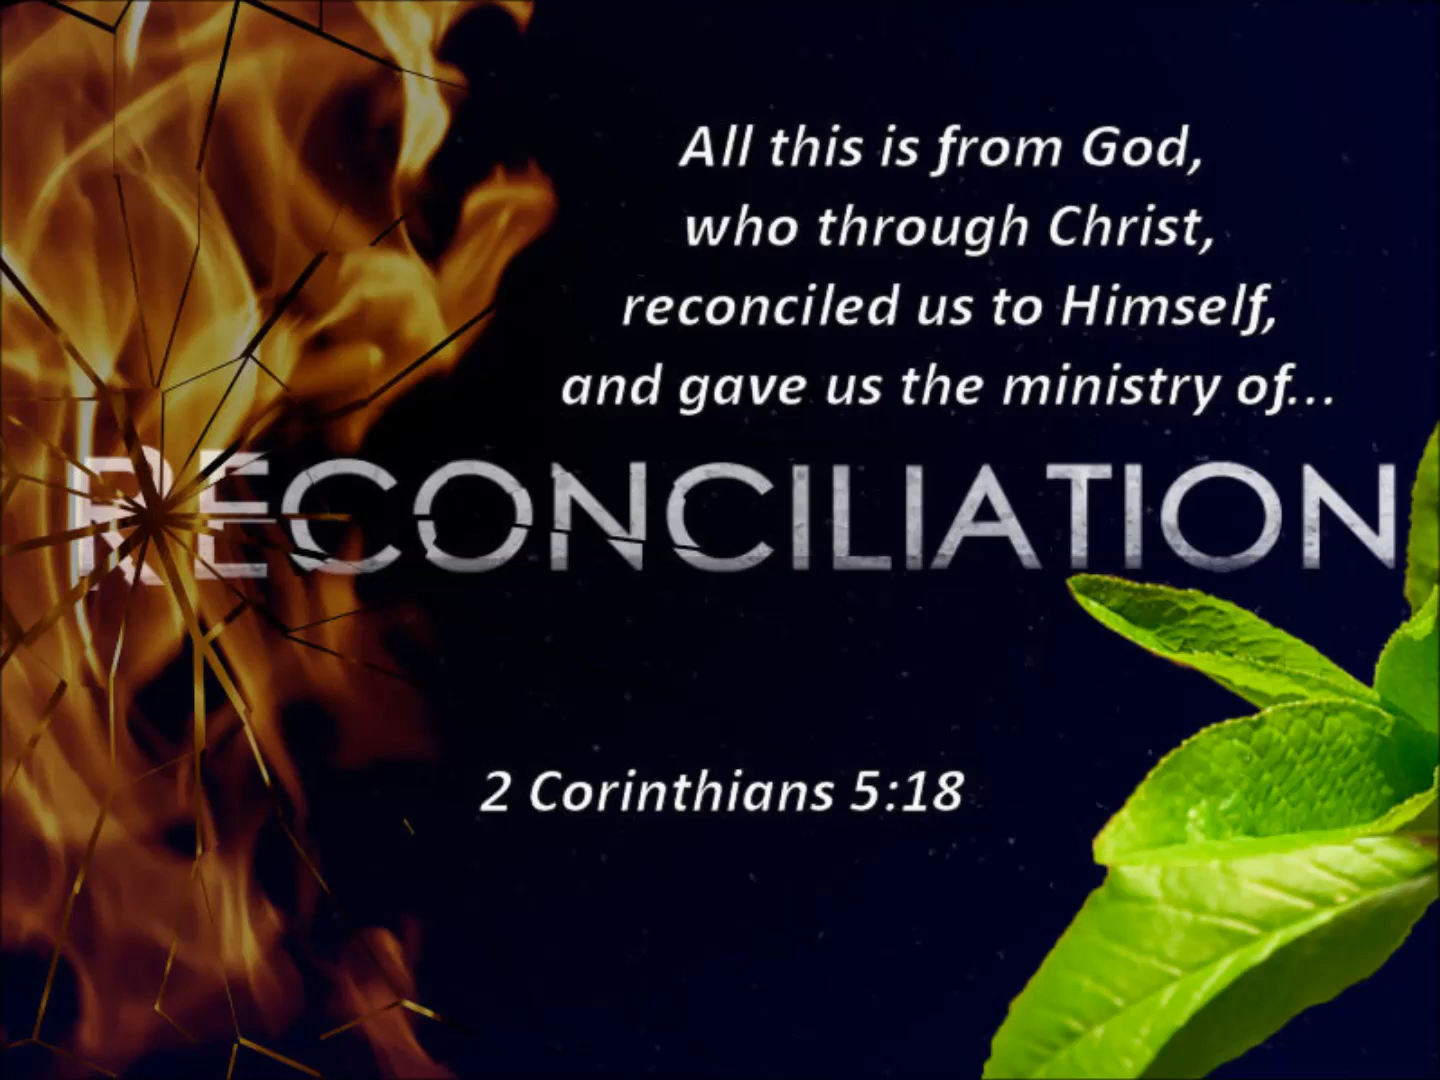 All this is from God,
who through Christ,
reconciled us to Himself,
and gave us the ministry of...
RECONCILIATION
2 Corinthians 5:18